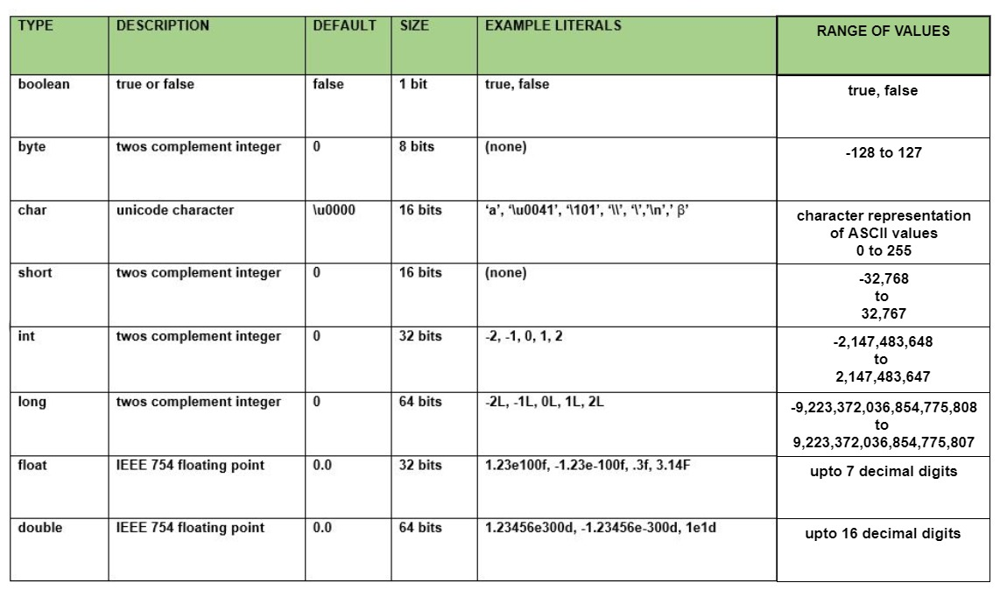 TYPE DESCRIPTION DEFAULT SIZE EXAMPLE LITERALS RANGE OF VALUES
boolean true or false false 1 bit true, false true, false
byte twos complement integer 0 8 bits (none) -128 to 127
char unicode character \u0000 16 bits ‘a’, ‘\u0041’, ‘\101’, ‘\\’, ‘\’,’\n’,’ β’ character representation
of ASCII values
0 to 255
short twos complement integer 0 16 bits (none) -32,768
to
32,767
int twos complement integer 0 32 bits -2, -1, 0, 1, 2 -2,147,483,648
to
2,147,483,647
long twos complement integer 0 64 bits -2L, -1L, 0L, 1L, 2L -9,223,372,036,854,775,808
to
9,223,372,036,854,775,807
float IEEE 754 floating point 0.0 32 bits 1.23e100f, -1.23e-100f, .3f, 3.14F upto 7 decimal digits
double IEEE 754 floating point 0.0 64 bits 1.23456e300d, -1.23456e-300d, 1e1d upto 16 decimal digits